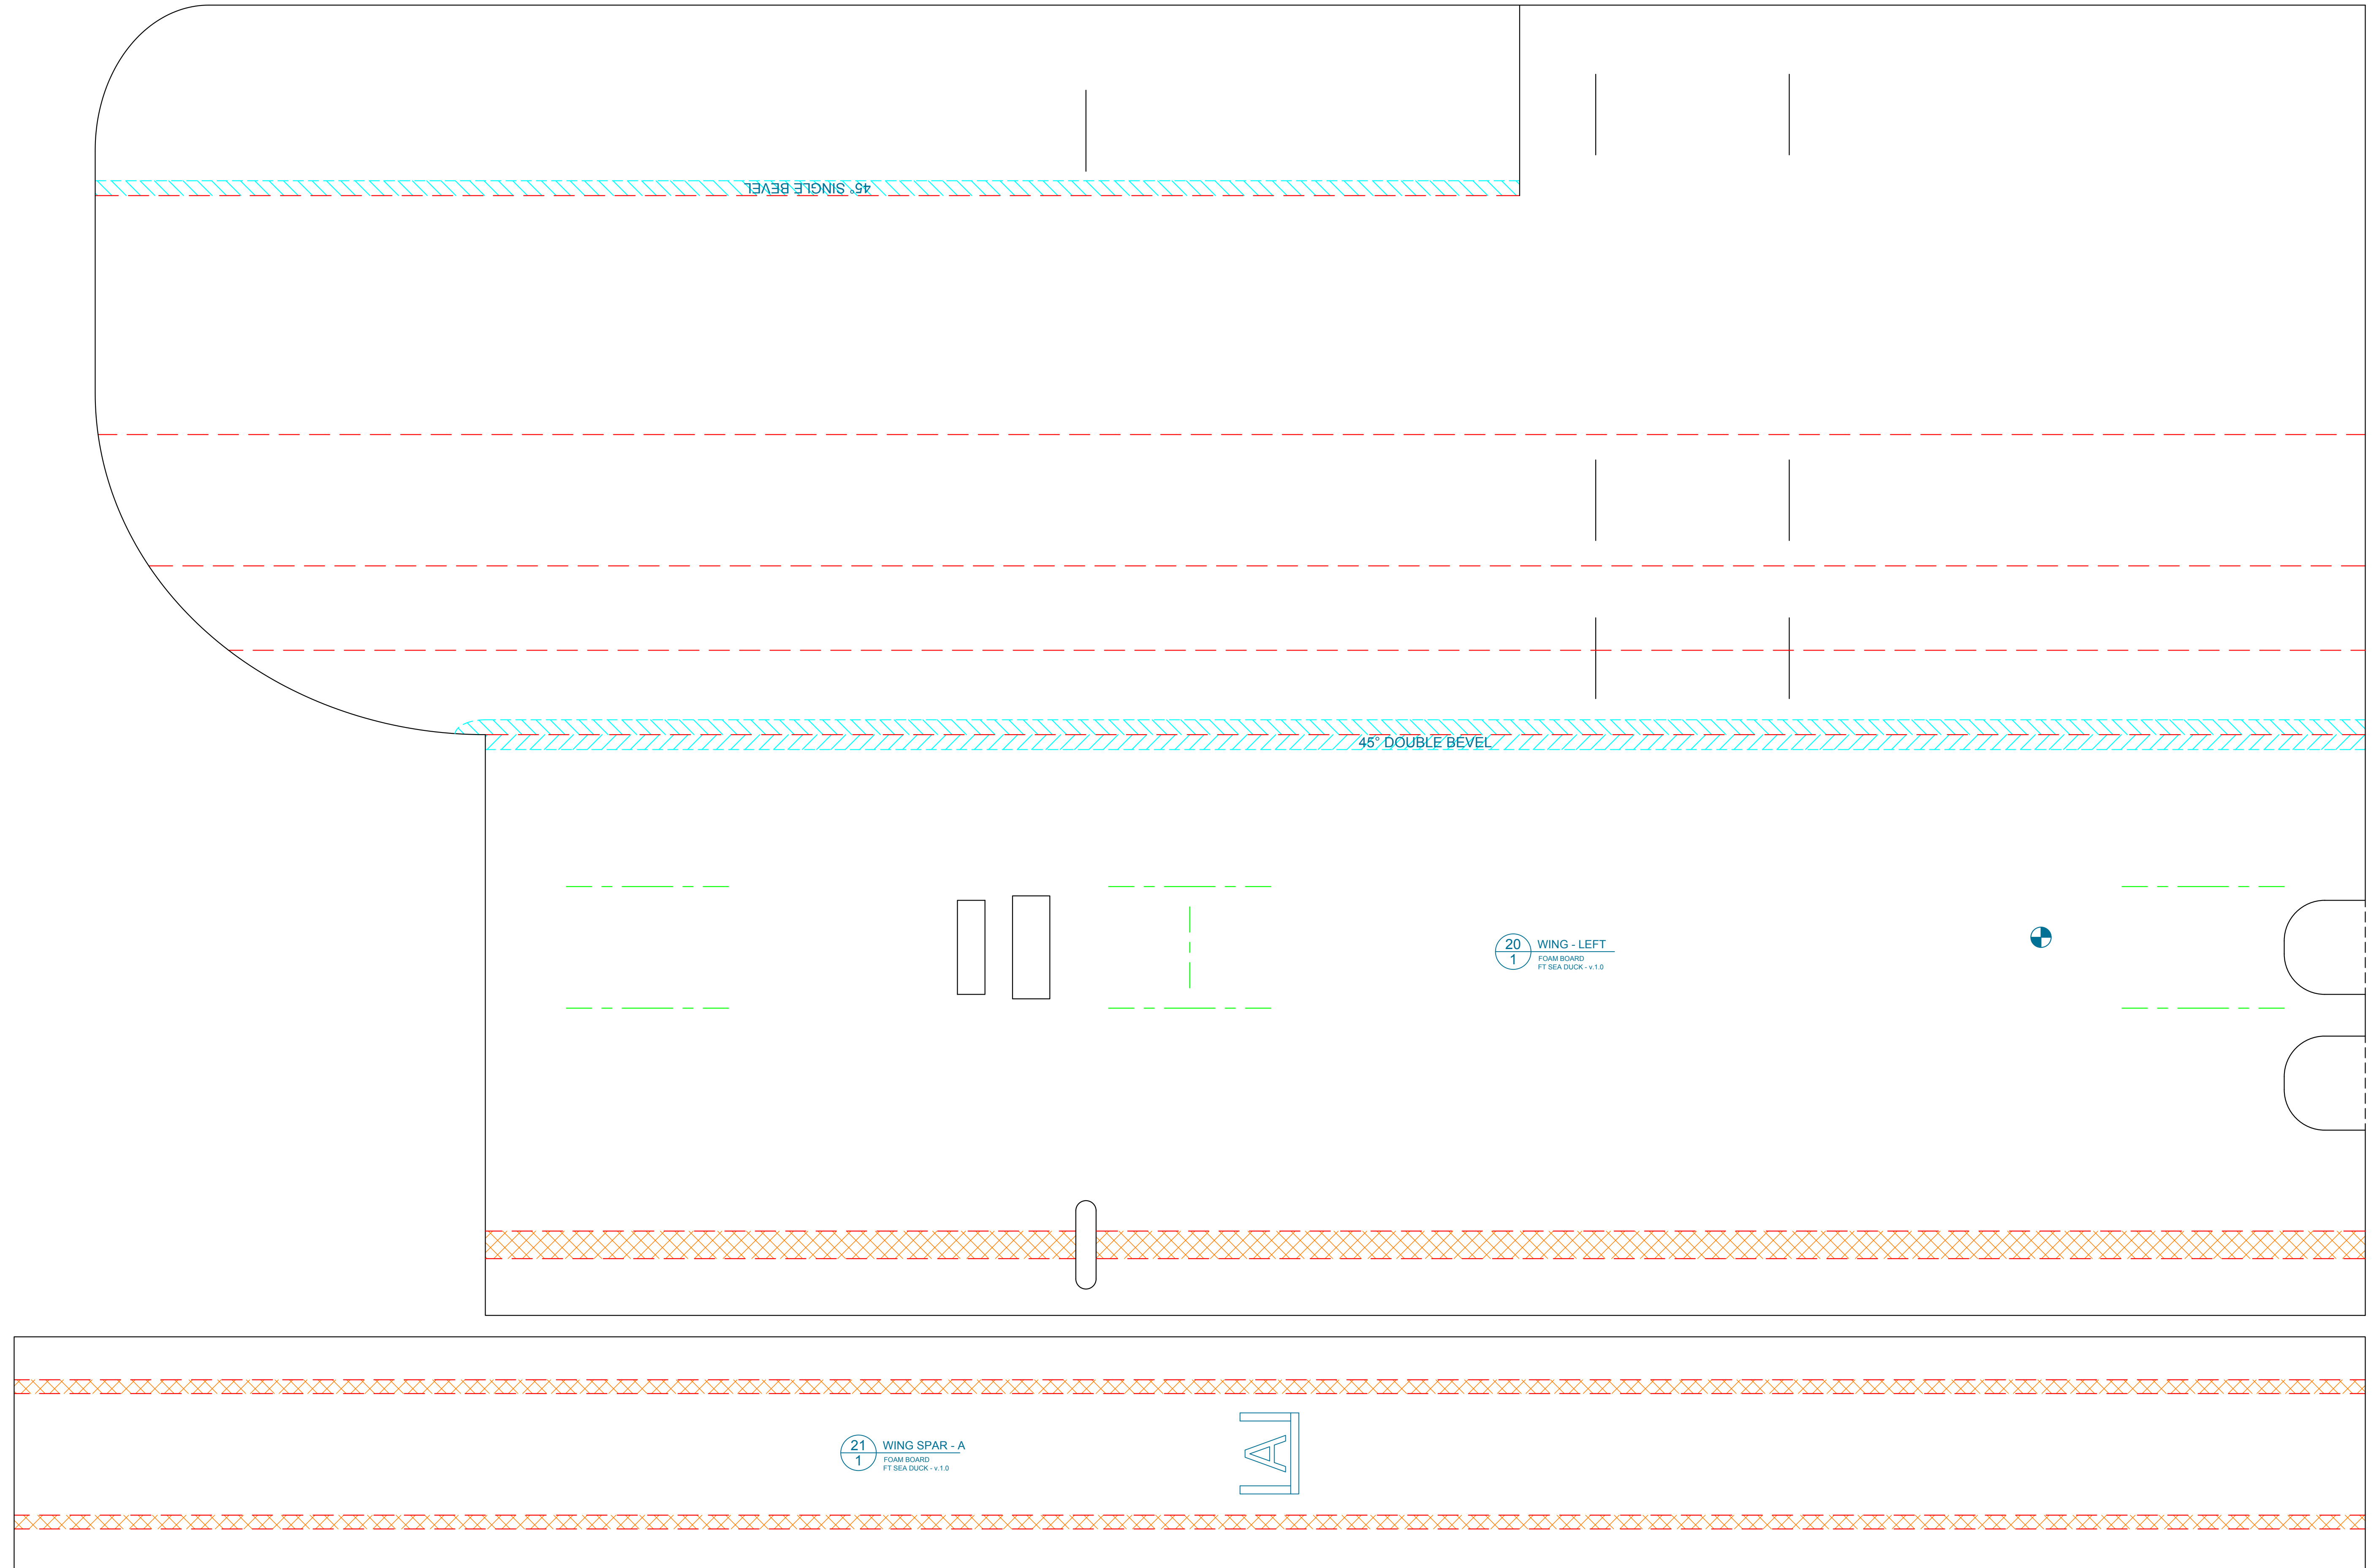 45° SINGLE BEVEL
45° DOUBLE BEVEL
20
1
WING - LEFT
FOAM BOARD
FT SEA DUCK - v.1.0
21
1
WING SPAR - A
FOAM BOARD
FT SEA DUCK - v.1.0
A